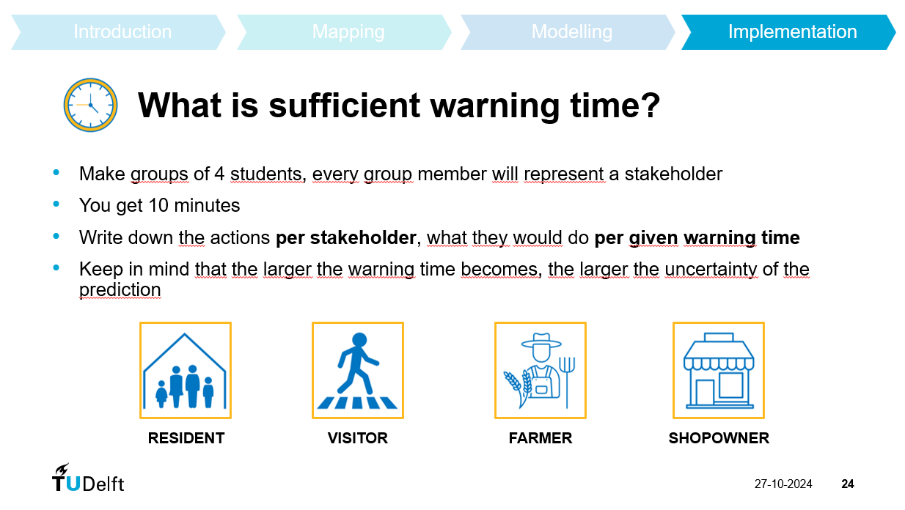 Introduction Mapping Modelling Implementation
What is sufficient warning time?
• Make groups of 4 students, every group member will represent a stakeholder
• You get 10 minutes
• Write down the actions per stakeholder, what they would do per given warning time
• Keep in mind that the larger the warning time becomes, the larger the uncertainty of the
prediction
RESIDENT VISITOR FARMER SHOPOWNER
TUDelft 27-10-2024 24